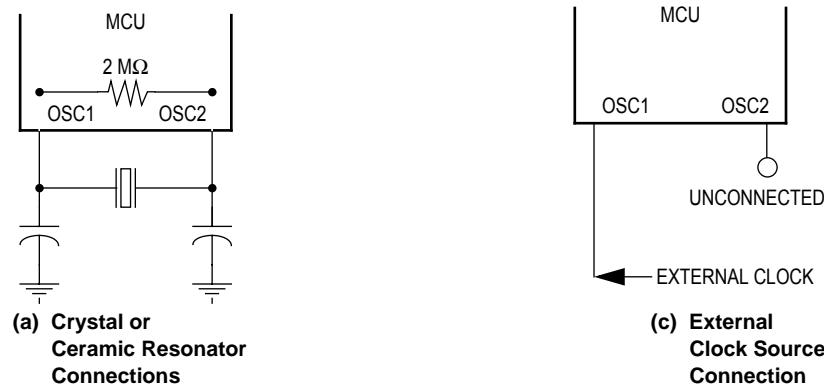 MCU
2 MΩ
OSC1 OSC2
(a) Crystal or
Ceramic Resonator
Connections
MCU
OSC1 OSC2
UNCONNECTED
EXTERNAL CLOCK
(c) External
Clock Source
Connection